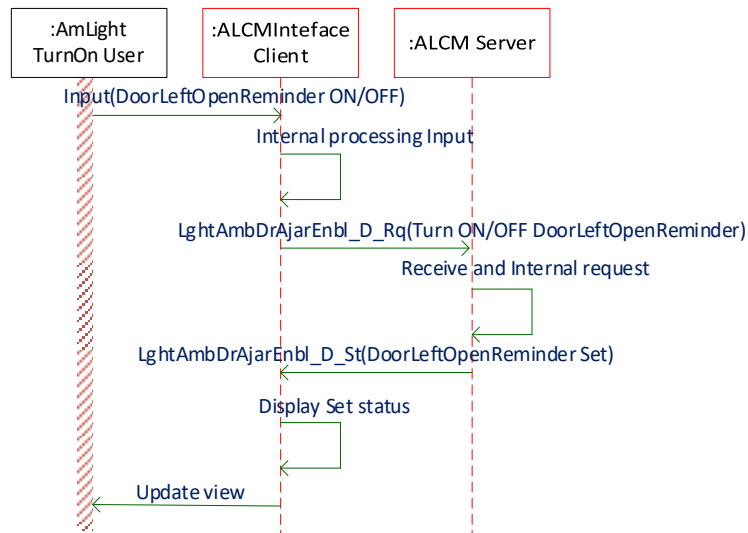 :AmLight
TurnOn User
:ALCMInteface
Client
:ALCM Server
Input(DoorLeftOpenReminder ON/OFF)
Internal processing Input
LghtAmbDrAjarEnbl_D_Rq(Turn ON/OFF DoorLeftOpenReminder)
Receive and Internal request
LghtAmbDrAjarEnbl_D_St(DoorLeftOpenReminder Set)
Display Set status
Update view